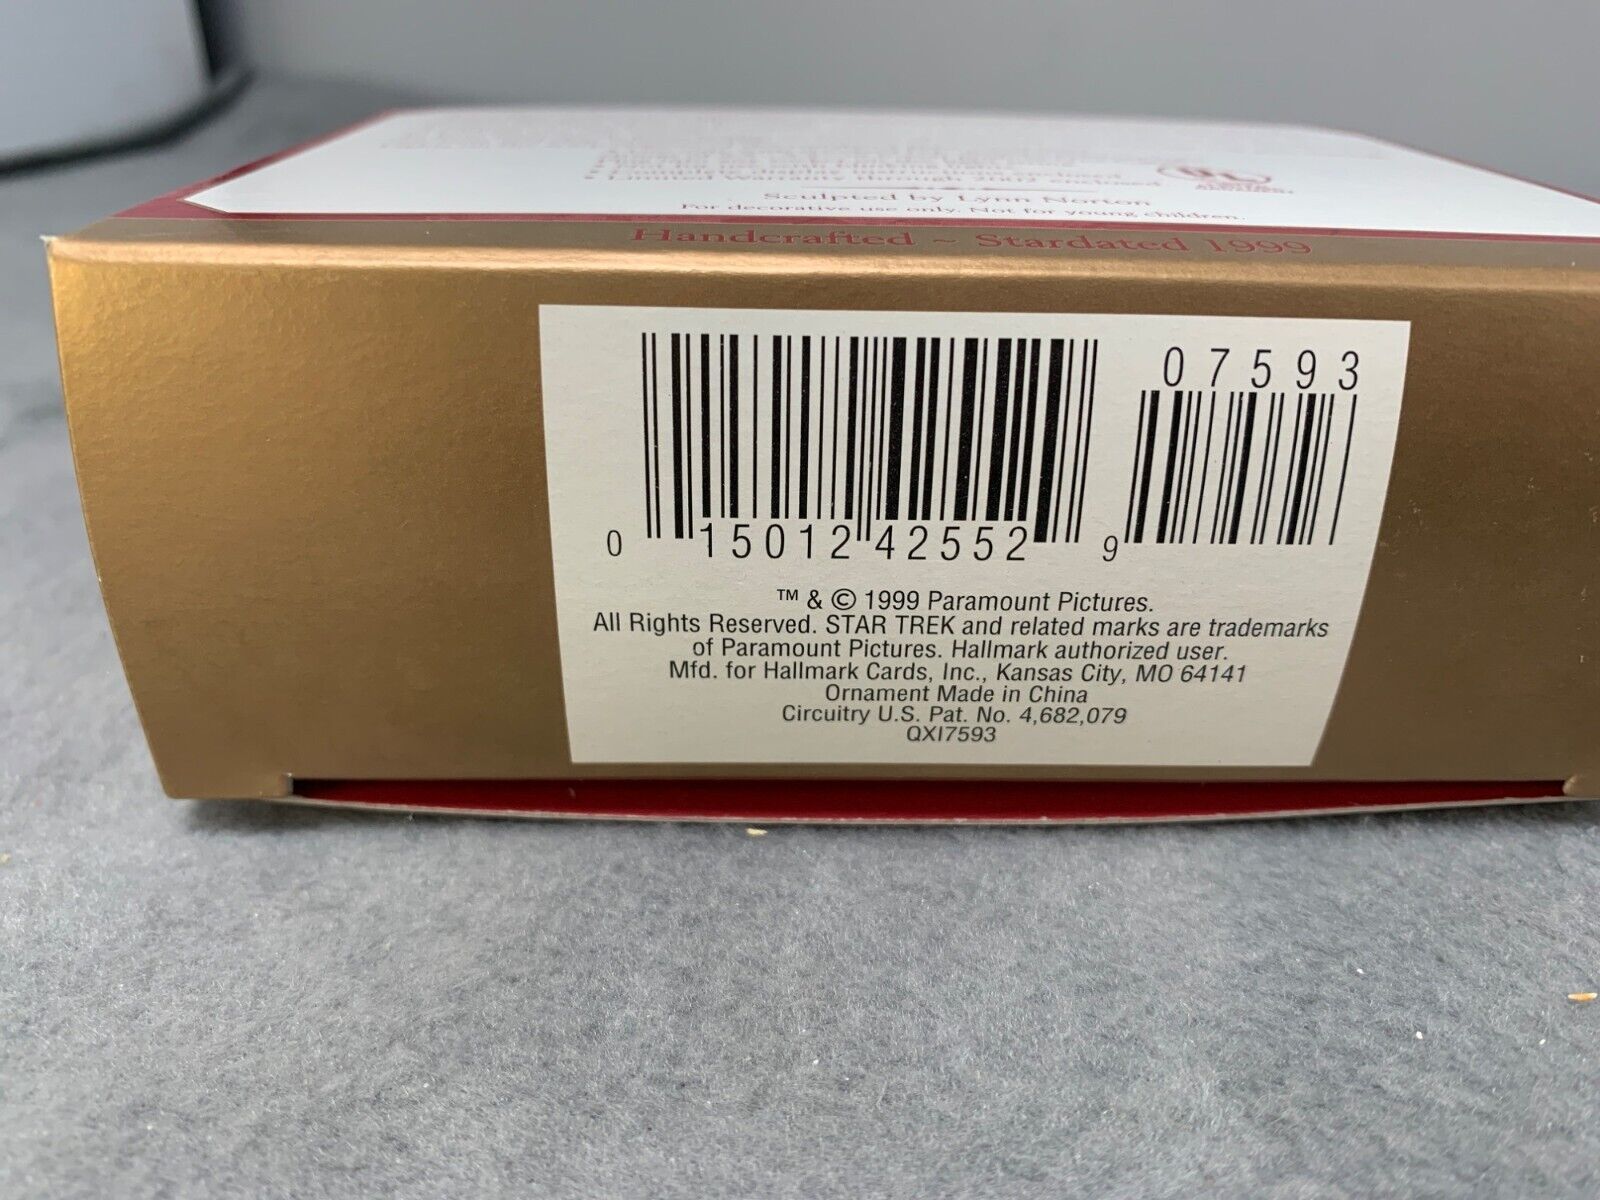 Sculpted by Lynn Norton
For decorative use only. Not for young children.
Handcrafted ~ Stardated 1999
07593
0 15012 42552 9
™ & © 1999 Paramount Pictures.
All Rights Reserved. STAR TREK and related marks are trademarks
of Paramount Pictures. Hallmark authorized user.
Mfd. for Hallmark Cards, Inc., Kansas City, MO 64141
Ornament Made in China
Circuitry U.S. Pat. No. 4,682,079
QXI7593